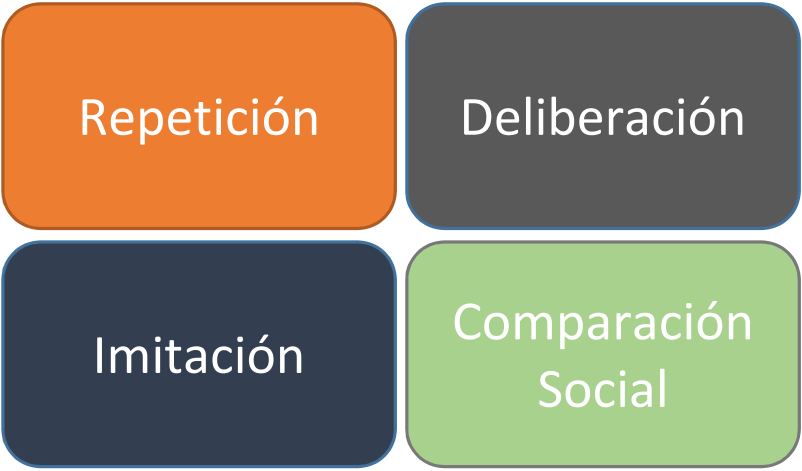 Repetición
Deliberación
Imitación
Comparación
Social